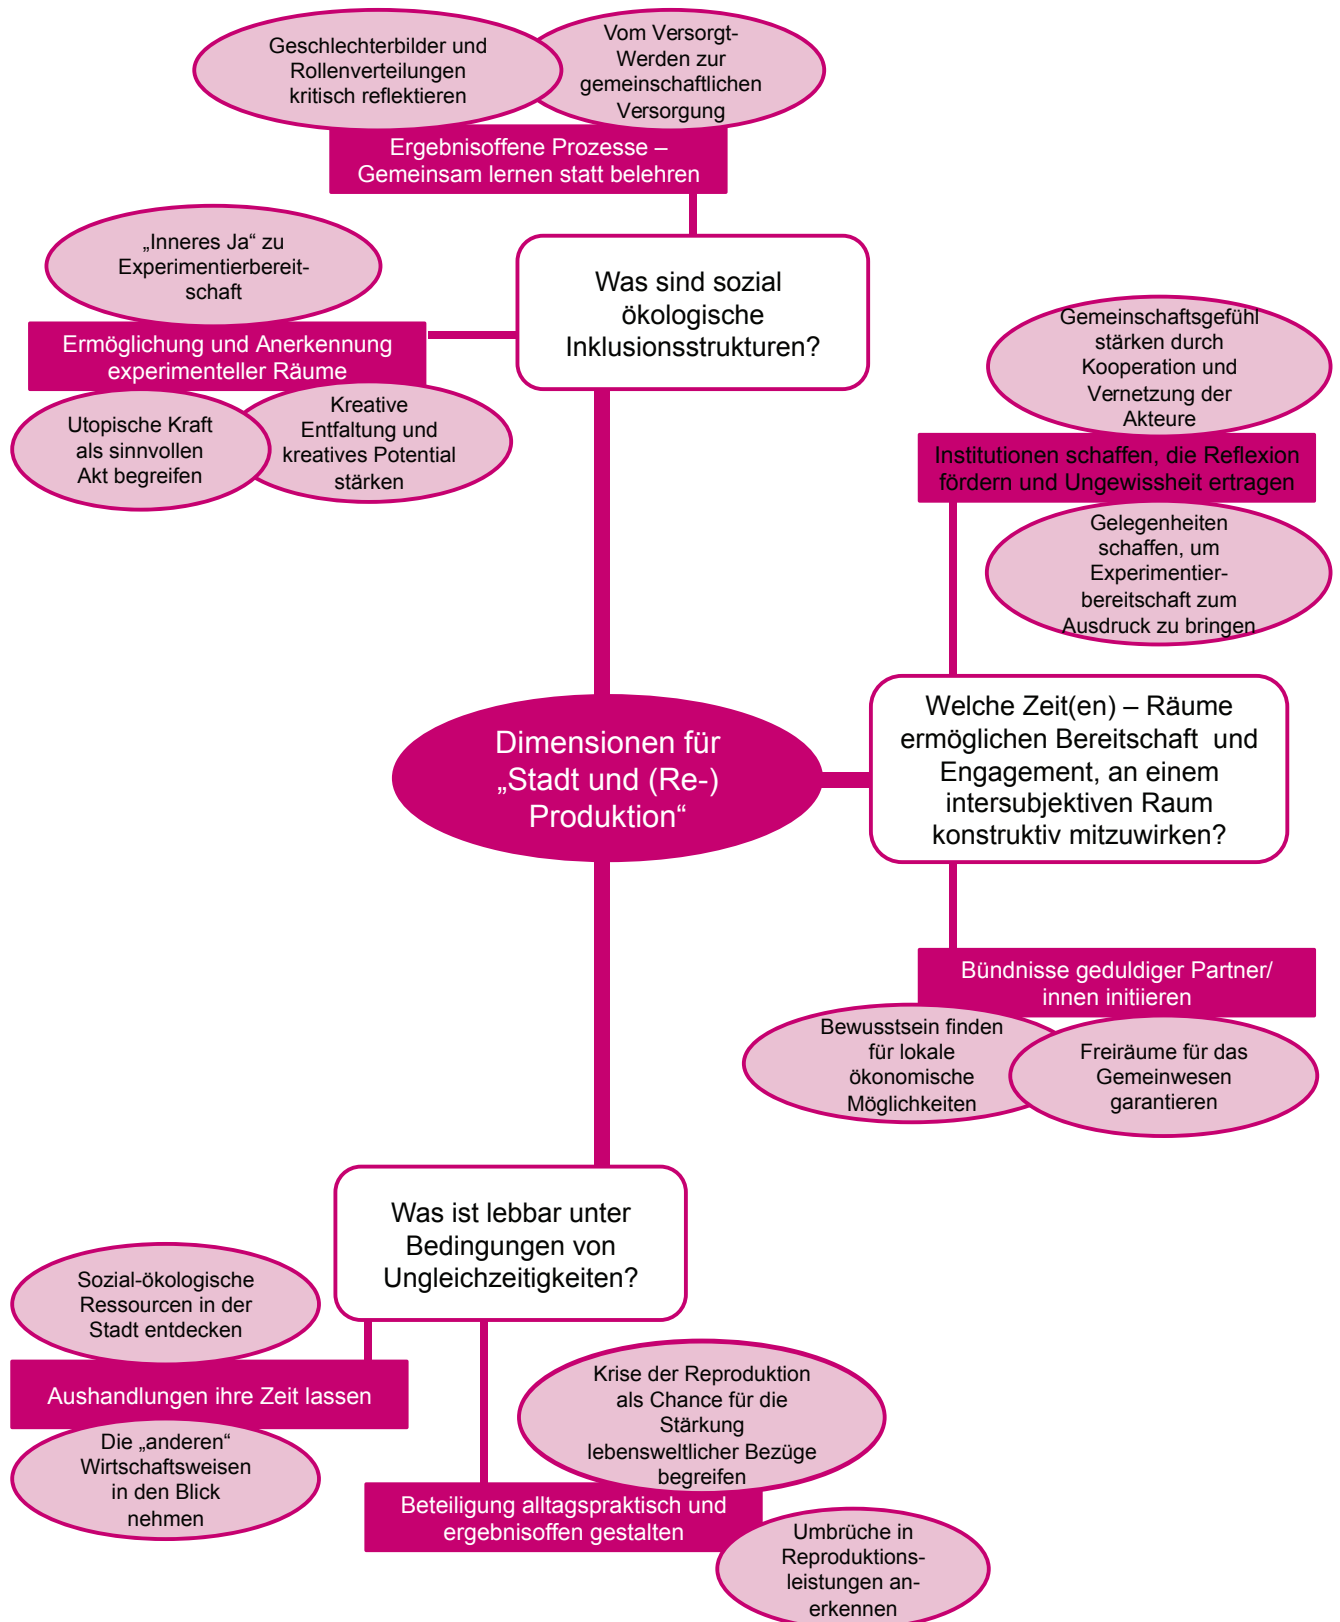 Geschlechterbilder und
Rollenverteilungen
kritisch reflektieren
Vom Versorgt-
Werden zur
gemeinschaftlichen
Versorgung
Ergebnisoffene Prozesse –
Gemeinsam lernen statt belehren
„Inneres Ja“ zu
Experimentierbereit-
schaft
Ermöglichung und Anerkennung
experimenteller Räume
Utopische Kraft
als sinnvollen
Akt begreifen
Kreative
Entfaltung und
kreatives Potential
stärken
Was sind sozial
ökologische
Inklusionsstrukturen?
Gemeinschaftsgefühl
stärken durch
Kooperation und
Vernetzung der
Akteure
Institutionen schaffen, die Reflexion
fördern und Ungewissheit ertragen
Gelegenheiten
schaffen, um
Experimentier-
bereitschaft zum
Ausdruck zu bringen
Welche Zeit(en) – Räume
ermöglichen Bereitschaft und
Engagement, an einem
intersubjektiven Raum
konstruktiv mitzuwirken?
Dimensionen für
„Stadt und (Re-)
Produktion“
Bündnisse geduldiger Partner/
innen initiieren
Bewusstsein finden
für lokale
ökonomische
Möglichkeiten
Freiräume für das
Gemeinwesen
garantieren
Was ist lebbar unter
Bedingungen von
Ungleichzeitigkeiten?
Sozial-ökologische
Ressourcen in der
Stadt entdecken
Aushandlungen ihre Zeit lassen
Die „anderen“
Wirtschaftsweisen
in den Blick
nehmen
Krise der Reproduktion
als Chance für die
Stärkung
lebensweltlicher Bezüge
begreifen
Beteiligung alltagspraktisch und
ergebnisoffen gestalten
Umbrüche in
Reproduktions-
leistungen an-
erkennen